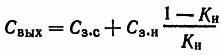 Cвых = Cз.с + Cз.и (1 − Kи) / Kи